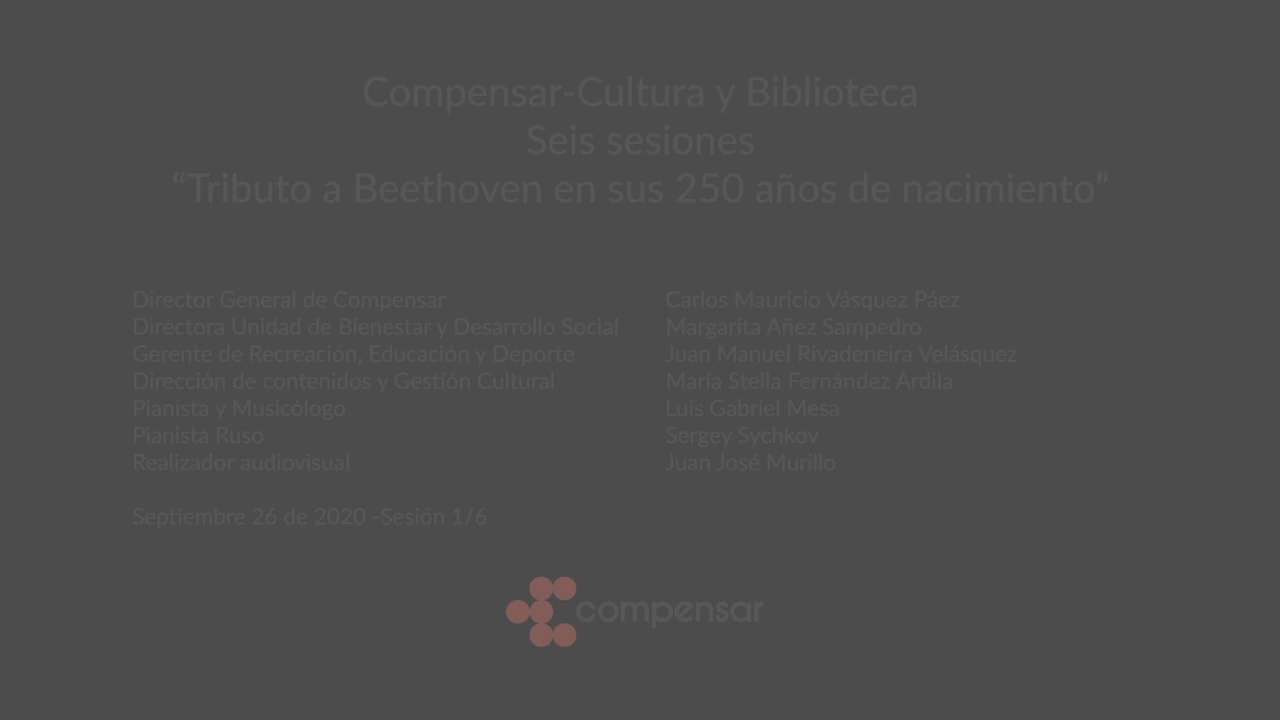 Compensar-Cultura y Biblioteca
Seis sesiones
“Tributo a Beethoven en sus 250 años de nacimiento”
Director General de Compensar Carlos Mauricio Vásquez Páez
Directora Unidad de Bienestar y Desarrollo Social Margarita Añez Sampedro
Gerente de Recreación, Educación y Deporte Juan Manuel Rivadeneira Velásquez
Dirección de contenidos y Gestión Cultural María Stella Fernández Ardila
Pianista y Musicólogo Luis Gabriel Mesa
Pianista Ruso Sergey Sychkov
Realizador audiovisual Juan José Murillo
Septiembre 26 de 2020 -Sesión 1/6
compensar